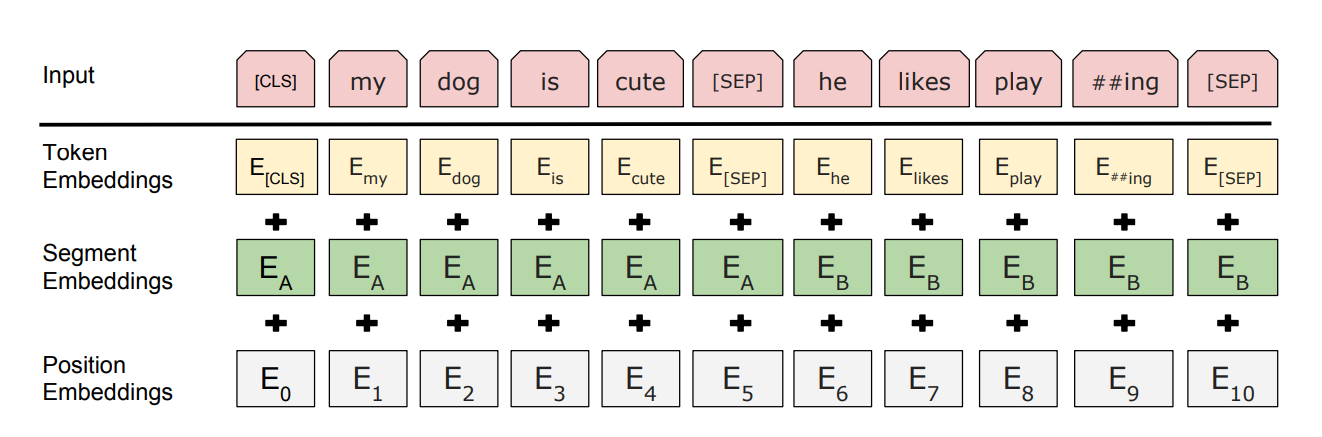 Input [CLS] my dog is cute [SEP] he likes play ##ing [SEP]
Token Embeddings E[CLS] Emy Edog Eis Ecute E[SEP] Ehe Elikes Eplay E##ing E[SEP]
+ + + + + + + + + + +
Segment Embeddings EA EA EA EA EA EA EB EB EB EB EB
+ + + + + + + + + + +
Position Embeddings E0 E1 E2 E3 E4 E5 E6 E7 E8 E9 E10